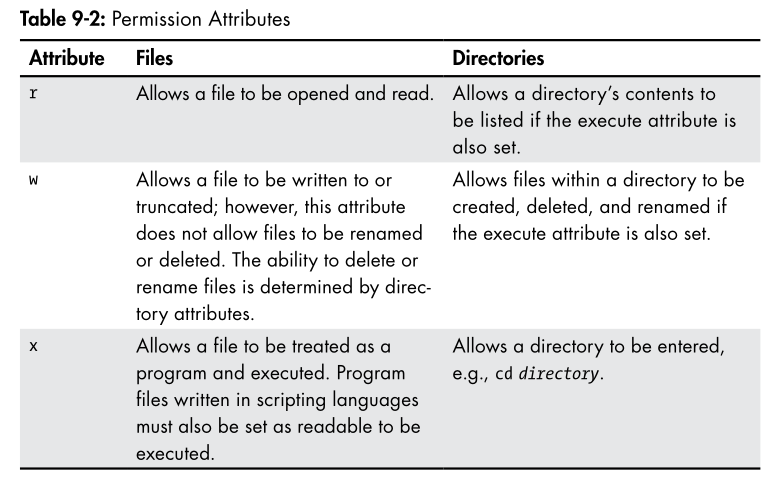 Table 9-2: Permission Attributes
Attribute Files Directories
r Allows a file to be opened and read. Allows a directory's contents to
be listed if the execute attribute is
also set.
w Allows a file to be written to or Allows files within a directory to be
truncated; however, this attribute created, deleted, and renamed if
does not allow files to be renamed the execute attribute is also set.
or deleted. The ability to delete or
rename files is determined by direc-
tory attributes.
x Allows a file to be treated as a Allows a directory to be entered,
program and executed. Program e.g., cd directory.
files written in scripting languages
must also be set as readable to be
executed.